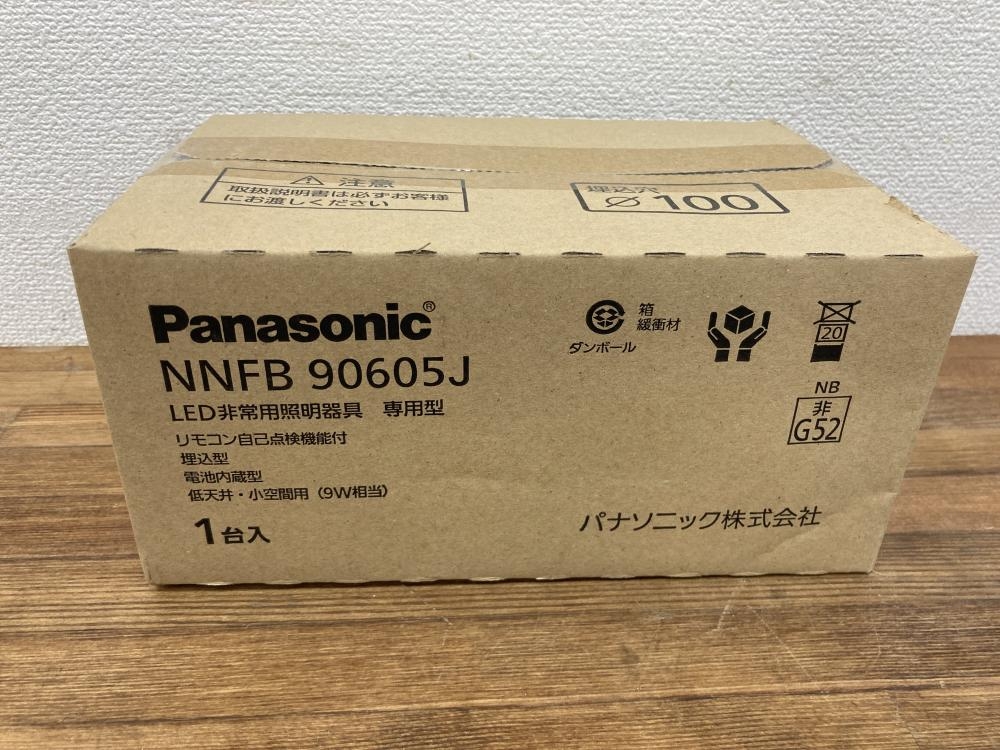 ⚠ 注意
取扱説明書は必ずお客様
にお渡しください
埋込穴
⌀100
Panasonic®
NNFB 90605J
LED非常用照明器具 専用型
リモコン自己点検機能付
埋込型
電池内蔵型
低天井・小空間用（9W相当）
1台入
箱
緩衝材
ダンボール
20
NB
非
G52
パナソニック株式会社